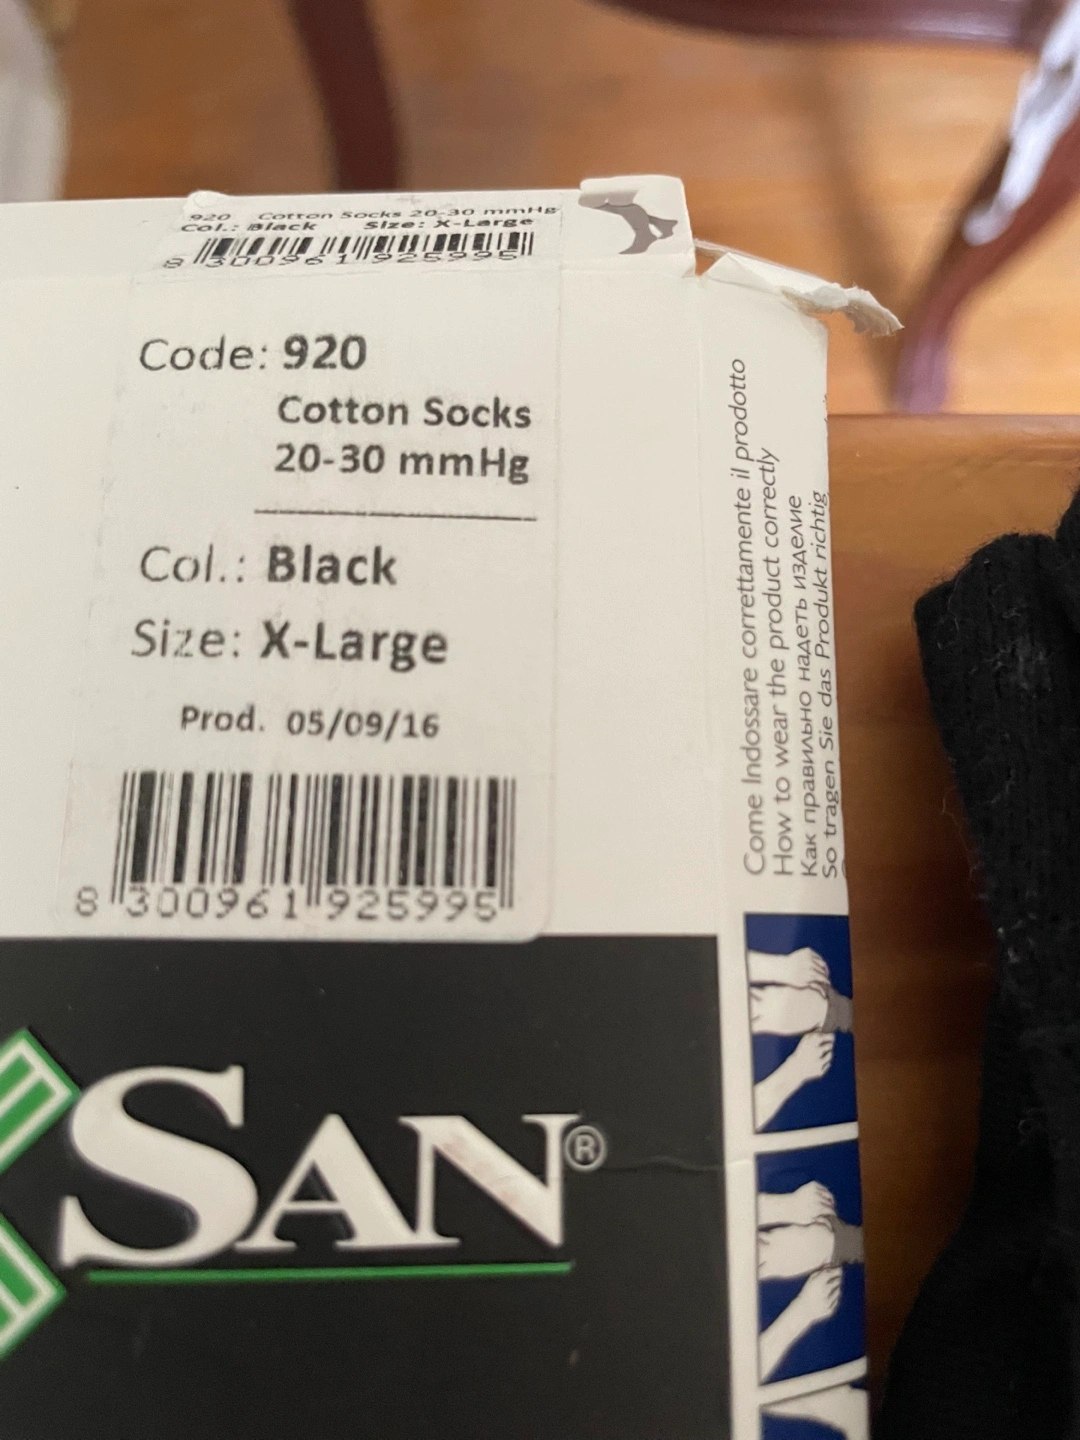 920 Cotton Socks 20-30 mmHg
Col.: Black Size: X-Large
8 300961 925995
Code: 920
Cotton Socks
20-30 mmHg
Col.: Black
Size: X-Large
Prod. 05/09/16
8 300961 925995
SAN®
Come Indossare correttamente il prodotto
How to wear the product correctly
Как правильно надеть изделие
So tragen Sie das Produkt richtig